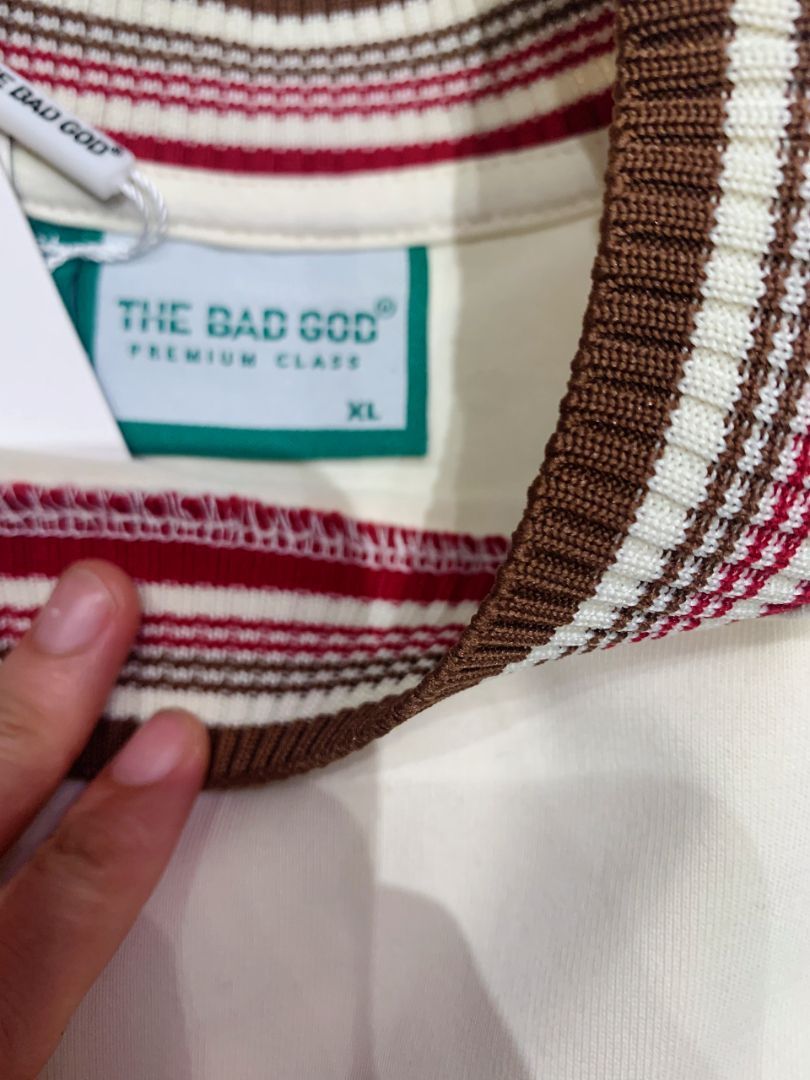 THE BAD GOD®
THE BAD GOD®
PREMIUM CLASS
XL